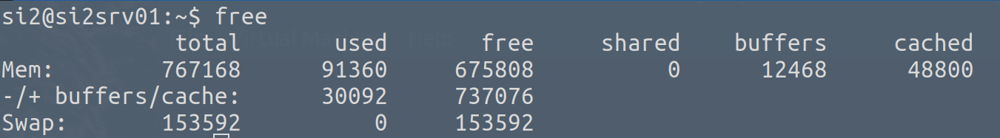 si2@si2srv01:~$ free
             total       used       free     shared    buffers     cached
Mem:        767168      91360     675808          0      12468      48800
-/+ buffers/cache:      30092     737076
Swap:       153592          0     153592